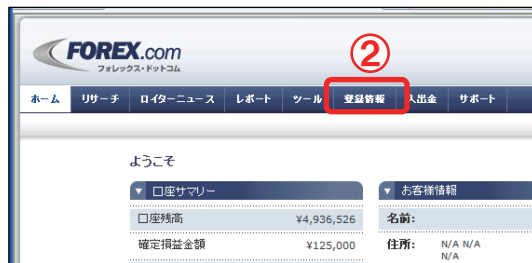 FOREX.com
フォレックス・ドットコム
②
ホーム リサーチ ロイターニュース レポート ツール 登録情報 入出金 サポート
ようこそ
▼ 口座サマリー
口座残高 ¥4,936,526
確定損益金額 ¥125,000
▼ お客様情報
名前:
住所: N/A N/A
N/A